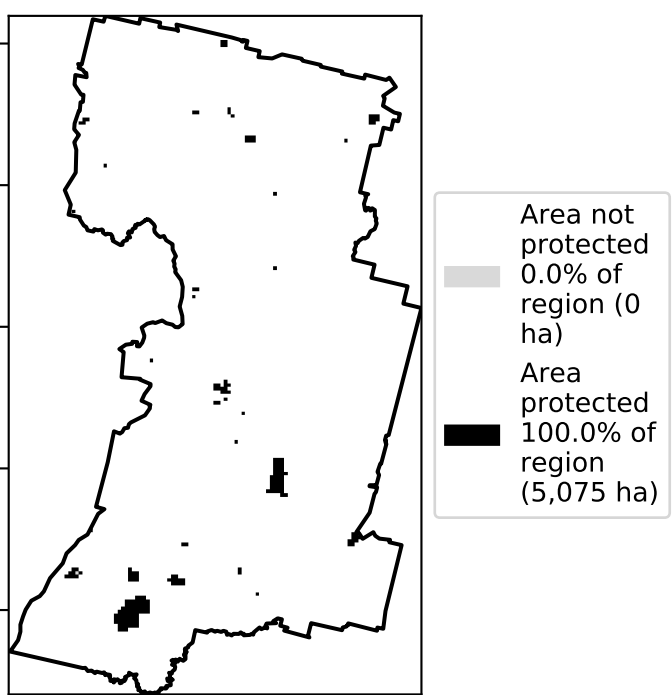 Area not
protected
0.0% of
region (0
ha)
Area
protected
100.0% of
region
(5,075 ha)